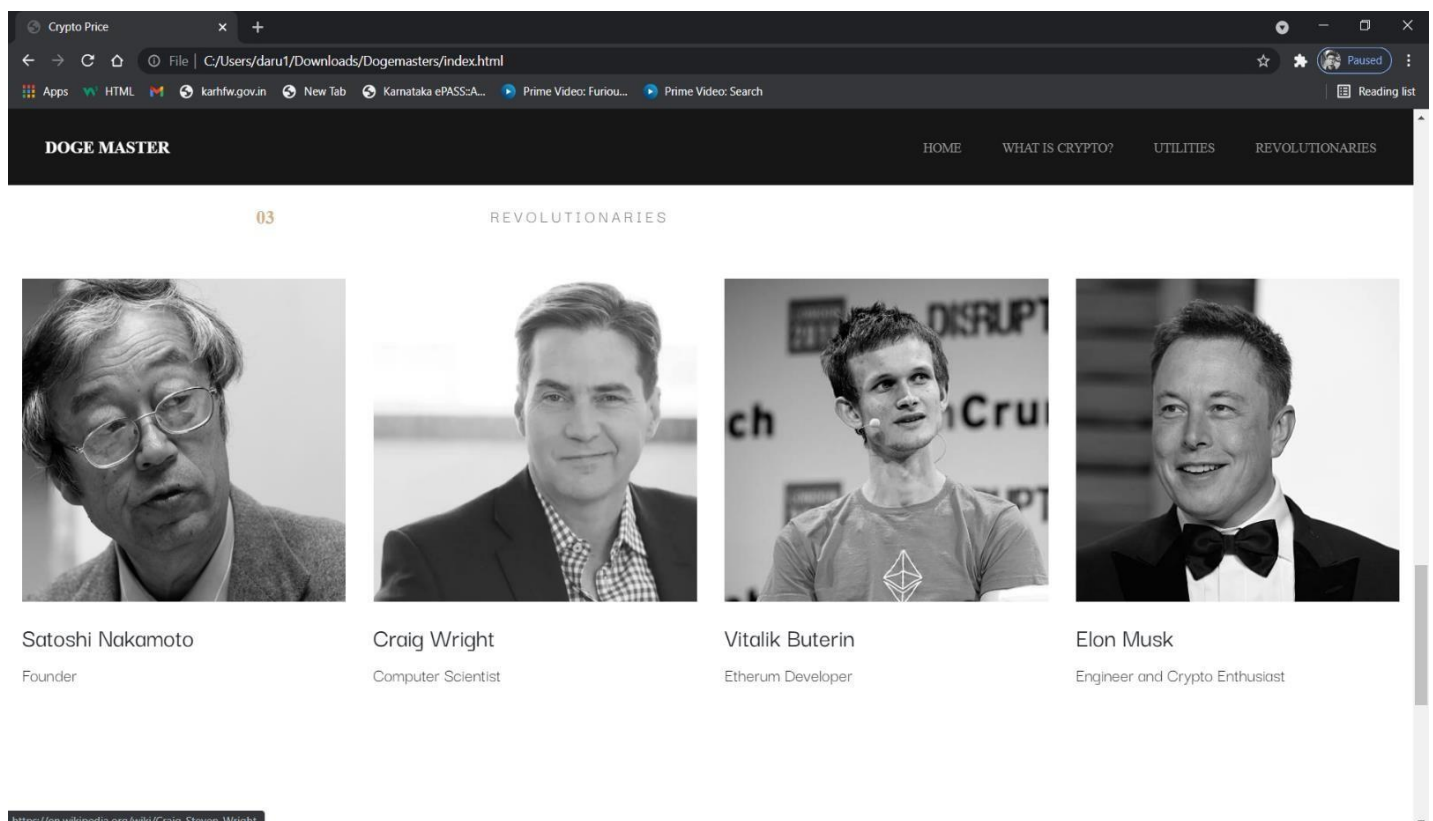 Crypto Price
File | C:/Users/daru1/Downloads/Dogemasters/index.html
Paused
Apps HTML karhfw.gov.in New Tab Karnataka ePASS::A... Prime Video: Furiou... Prime Video: Search Reading list
DOGE MASTER HOME WHAT IS CRYPTO? UTILITIES REVOLUTIONARIES
03 REVOLUTIONARIES
DISRUPT
ch nCru
Satoshi Nakamoto Craig Wright Vitalik Buterin Elon Musk
Founder Computer Scientist Etherum Developer Engineer and Crypto Enthusiast
https://en.wikipedia.org/wiki/Craig_Steven_Wright